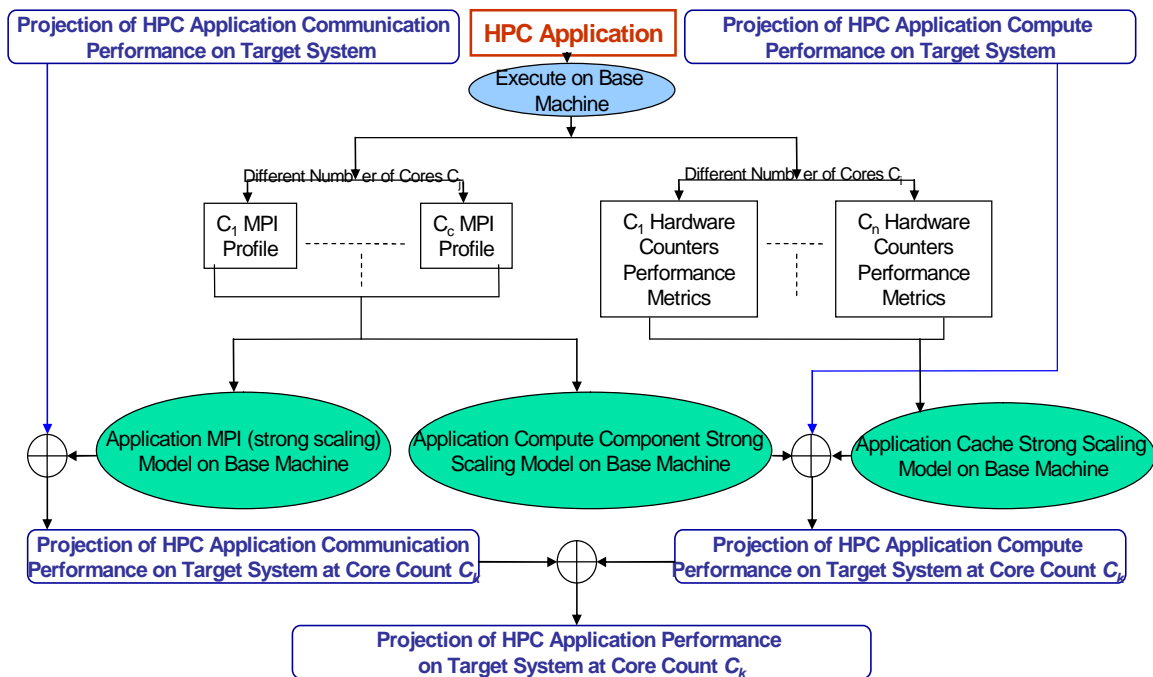 Projection of HPC Application Communication
Performance on Target System
HPC Application
Projection of HPC Application Compute
Performance on Target System
Execute on Base
Machine
Different Number of Cores Cj
Different Number of Cores Ci
C1 MPI
Profile
Cc MPI
Profile
C1 Hardware
Counters
Performance
Metrics
Cn Hardware
Counters
Performance
Metrics
Application MPI (strong scaling)
Model on Base Machine
Application Compute Component Strong
Scaling Model on Base Machine
Application Cache Strong Scaling
Model on Base Machine
Projection of HPC Application Communication
Performance on Target System at Core Count Ck
Projection of HPC Application Compute
Performance on Target System at Core Count Ck
Projection of HPC Application Performance
on Target System at Core Count Ck